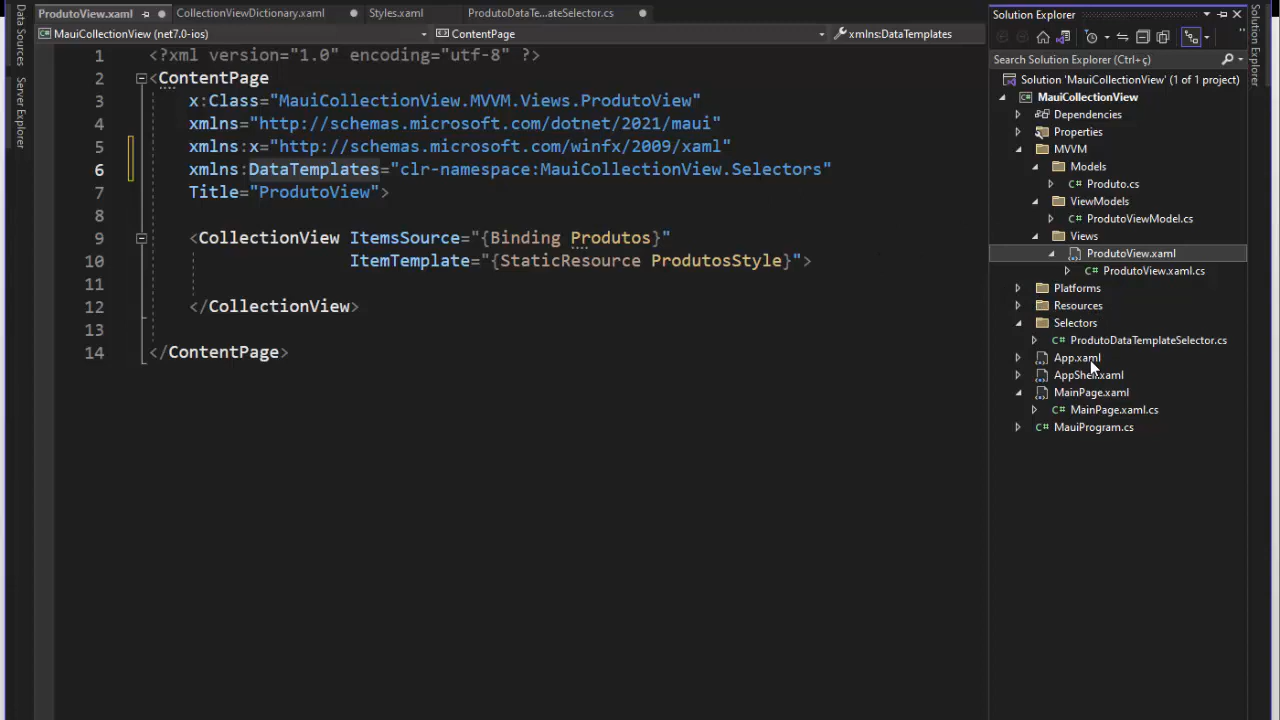 ProdutoView.xaml
CollectionViewDictionary.xaml
Styles.xaml
ProdutoDataTe...ateSelector.cs
MauiCollectionView (net7.0-ios)
ContentPage
xmlns:DataTemplates
Data Sources
Server Explorer
1 <?xml version="1.0" encoding="utf-8" ?>
2 <ContentPage
3 x:Class="MauiCollectionView.MVVM.Views.ProdutoView"
4 xmlns="http://schemas.microsoft.com/dotnet/2021/maui"
5 xmlns:x="http://schemas.microsoft.com/winfx/2009/xaml"
6 xmlns:DataTemplates="clr-namespace:MauiCollectionView.Selectors"
7 Title="ProdutoView">
8
9 <CollectionView ItemsSource="{Binding Produtos}"
10 ItemTemplate="{StaticResource ProdutosStyle}">
11
12 </CollectionView>
13
14 </ContentPage>
Solution Explorer
Search Solution Explorer (Ctrl+ç)
Solution 'MauiCollectionView' (1 of 1 project)
MauiCollectionView
Dependencies
Properties
MVVM
Models
C# Produto.cs
ViewModels
C# ProdutoViewModel.cs
Views
ProdutoView.xaml
C# ProdutoView.xaml.cs
Platforms
Resources
Selectors
C# ProdutoDataTemplateSelector.cs
App.xaml
AppShell.xaml
MainPage.xaml
C# MainPage.xaml.cs
C# MauiProgram.cs
Solution Explorer